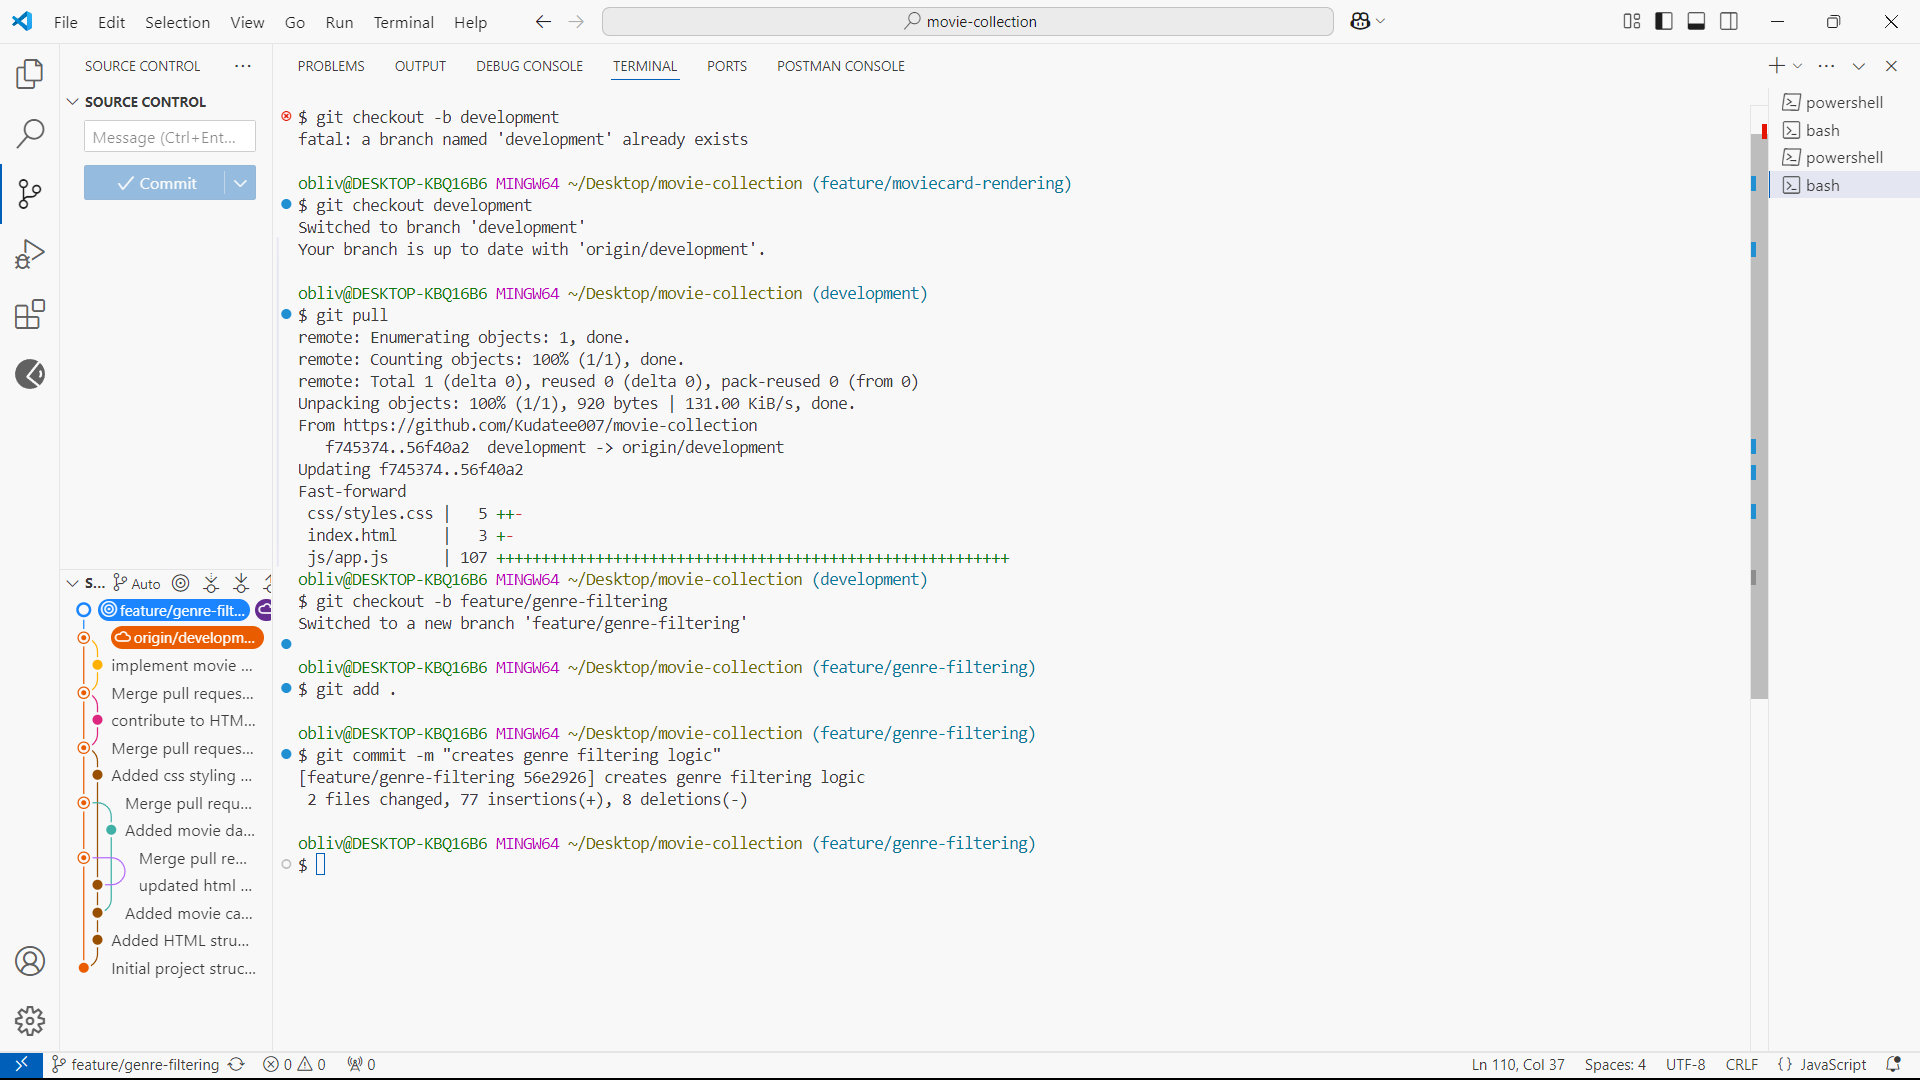 File Edit Selection View Go Run Terminal Help
movie-collection
SOURCE CONTROL
SOURCE CONTROL
Message (Ctrl+Ent...
Commit
PROBLEMS OUTPUT DEBUG CONSOLE TERMINAL PORTS POSTMAN CONSOLE
$ git checkout -b development
fatal: a branch named 'development' already exists
obliv@DESKTOP-KBQ16B6 MINGW64 ~/Desktop/movie-collection (feature/moviecard-rendering)
$ git checkout development
Switched to branch 'development'
Your branch is up to date with 'origin/development'.
obliv@DESKTOP-KBQ16B6 MINGW64 ~/Desktop/movie-collection (development)
$ git pull
remote: Enumerating objects: 1, done.
remote: Counting objects: 100% (1/1), done.
remote: Total 1 (delta 0), reused 0 (delta 0), pack-reused 0 (from 0)
Unpacking objects: 100% (1/1), 920 bytes | 131.00 KiB/s, done.
From https://github.com/Kudatee007/movie-collection
f745374..56f40a2 development -> origin/development
Updating f745374..56f40a2
Fast-forward
css/styles.css | 5 ++-
index.html | 3 +-
js/app.js | 107 +++++++++++++++++++++++++++++++++++++++++++++++++++++++++
obliv@DESKTOP-KBQ16B6 MINGW64 ~/Desktop/movie-collection (development)
$ git checkout -b feature/genre-filtering
Switched to a new branch 'feature/genre-filtering'
obliv@DESKTOP-KBQ16B6 MINGW64 ~/Desktop/movie-collection (feature/genre-filtering)
$ git add .
obliv@DESKTOP-KBQ16B6 MINGW64 ~/Desktop/movie-collection (feature/genre-filtering)
$ git commit -m "creates genre filtering logic"
[feature/genre-filtering 56e2926] creates genre filtering logic
2 files changed, 77 insertions(+), 8 deletions(-)
obliv@DESKTOP-KBQ16B6 MINGW64 ~/Desktop/movie-collection (feature/genre-filtering)
$
powershell
bash
powershell
bash
S... Auto
feature/genre-filt...
origin/developm...
implement movie ...
Merge pull reques...
contribute to HTM...
Merge pull reques...
Added css styling ...
Merge pull requ...
Added movie da...
Merge pull re...
updated html ...
Added movie ca...
Added HTML stru...
Initial project struc...
feature/genre-filtering 0 0 0
Ln 110, Col 37 Spaces: 4 UTF-8 CRLF {} JavaScript